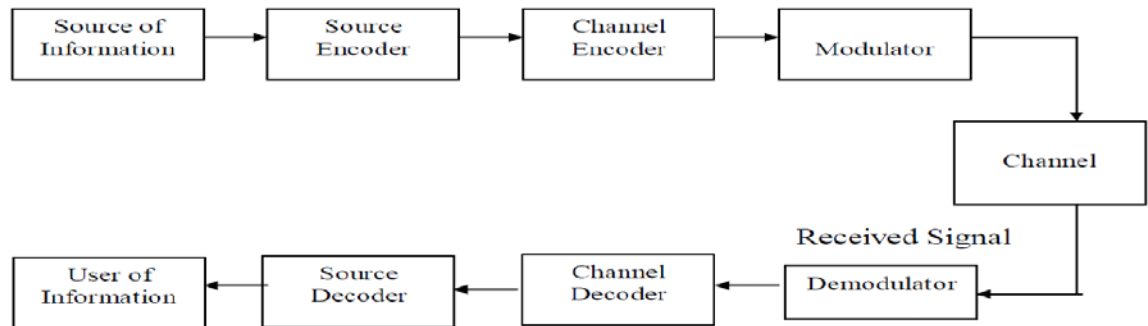 Source of
Information
Source
Encoder
Channel
Encoder
Modulator
Channel
Received Signal
User of
Information
Source
Decoder
Channel
Decoder
Demodulator